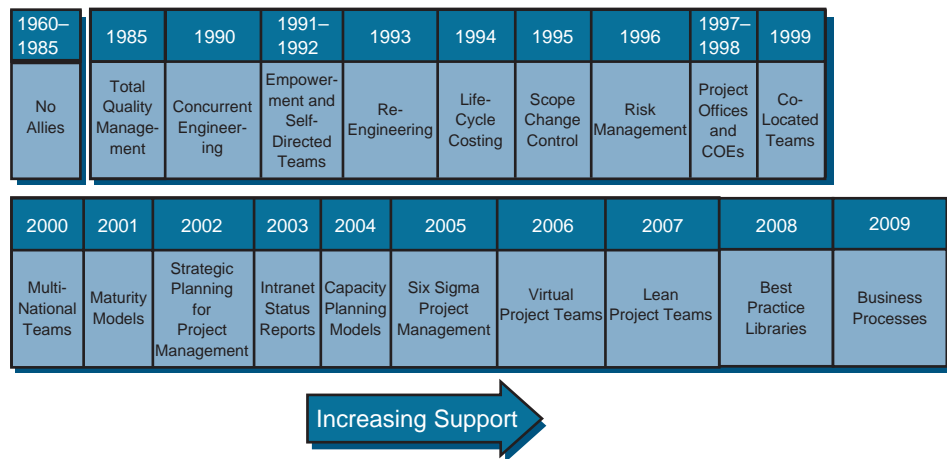 1960–
1985
1985
1990
1991–
1992
1993
1994
1995
1996
1997–
1998
1999
No
Allies
Total
Quality
Manage-
ment
Concurrent
Engineer-
ing
Empower-
ment and
Self-
Directed
Teams
Re-
Engineering
Life-
Cycle
Costing
Scope
Change
Control
Risk
Management
Project
Offices
and
COEs
Co-
Located
Teams
2000
2001
2002
2003
2004
2005
2006
2007
2008
2009
Multi-
National
Teams
Maturity
Models
Strategic
Planning
for
Project
Management
Intranet
Status
Reports
Capacity
Planning
Models
Six Sigma
Project
Management
Virtual
Project Teams
Lean
Project Teams
Best
Practice
Libraries
Business
Processes
Increasing Support